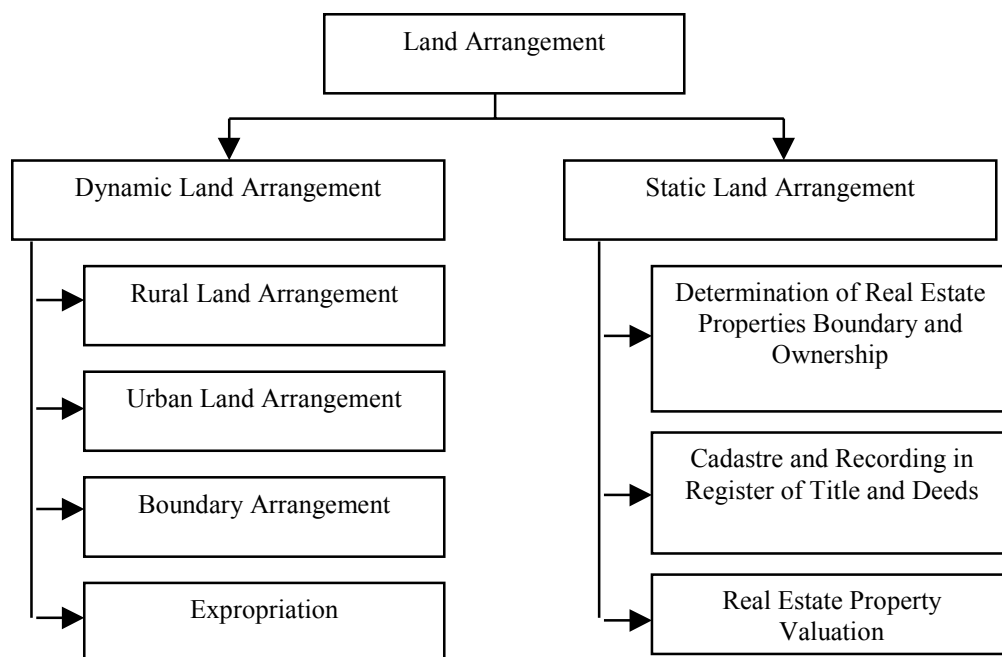 Land Arrangement
Dynamic Land Arrangement
Rural Land Arrangement
Urban Land Arrangement
Boundary Arrangement
Expropriation
Static Land Arrangement
Determination of Real Estate
Properties Boundary and
Ownership
Cadastre and Recording in
Register of Title and Deeds
Real Estate Property
Valuation